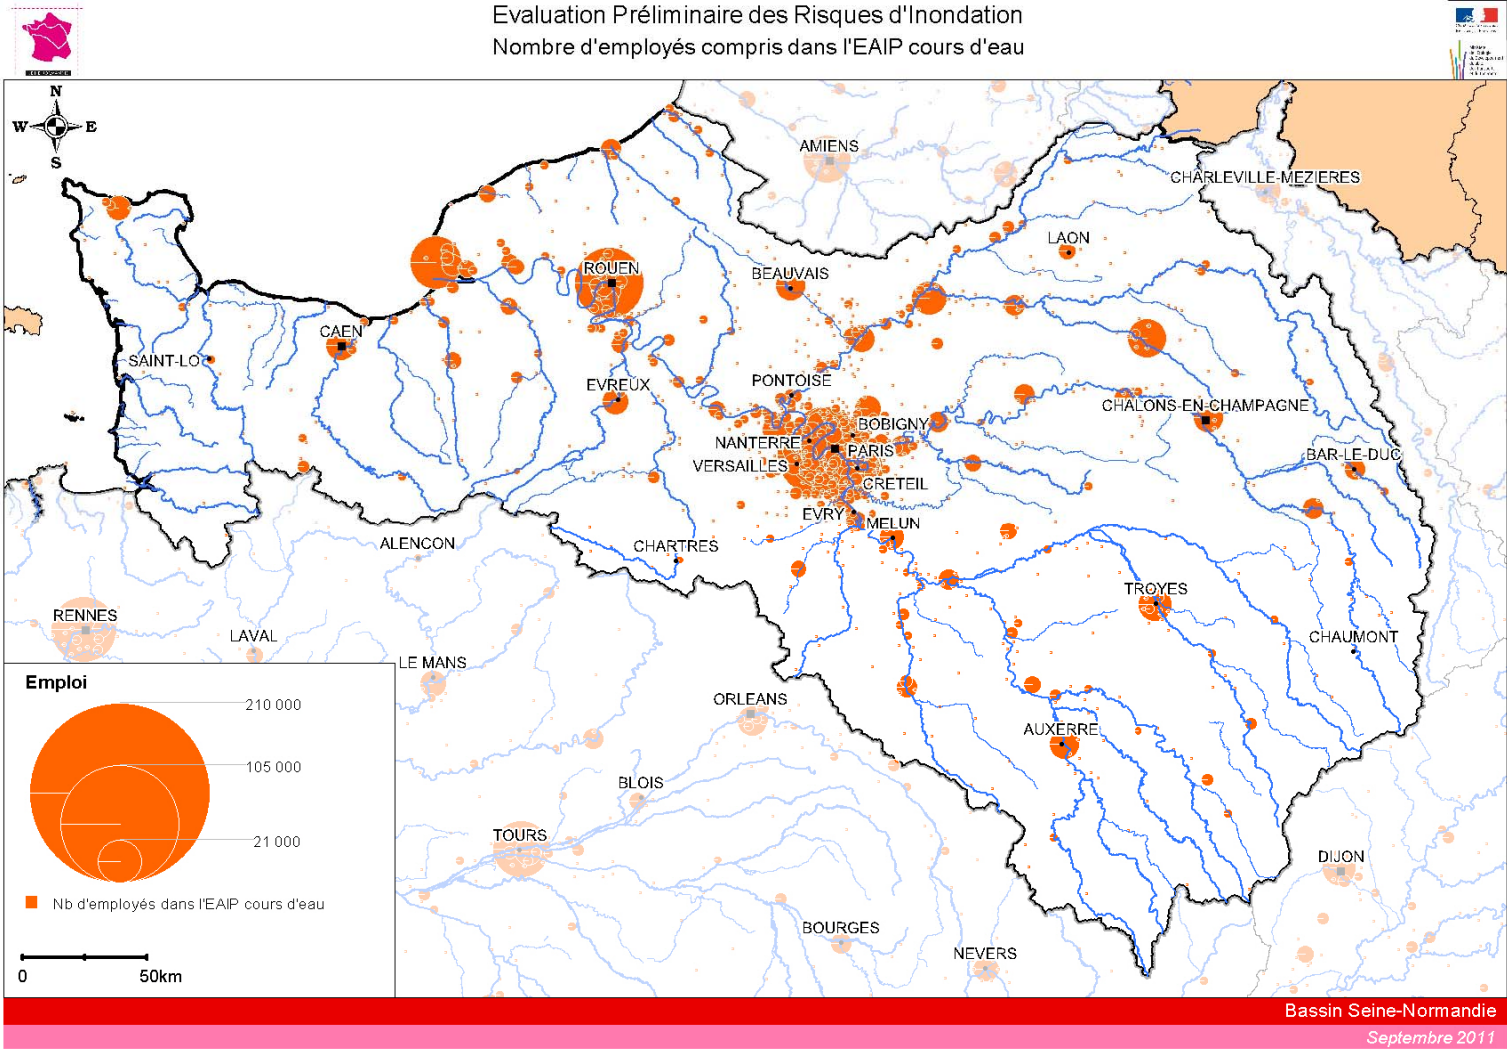 Evaluation Préliminaire des Risques d'Inondation
Nombre d'employés compris dans l'EAIP cours d'eau
N
W E
S
AMIENS
CHARLEVILLE-MEZIERES
LAON
ROUEN
BEAUVAIS
CAEN
SAINT-LO
EVREUX
PONTOISE
CHALONS-EN-CHAMPAGNE
BOBIGNY
NANTERRE
PARIS
VERSAILLES
BAR-LE-DUC
CRETEIL
EVRY
MELUN
ALENCON
CHARTRES
TROYES
RENNES
LAVAL
CHAUMONT
LE MANS
ORLEANS
AUXERRE
BLOIS
TOURS
DIJON
BOURGES
NEVERS
Emploi
210 000
105 000
21 000
Nb d'employés dans l'EAIP cours d'eau
0 50km
Bassin Seine-Normandie
Septembre 2011